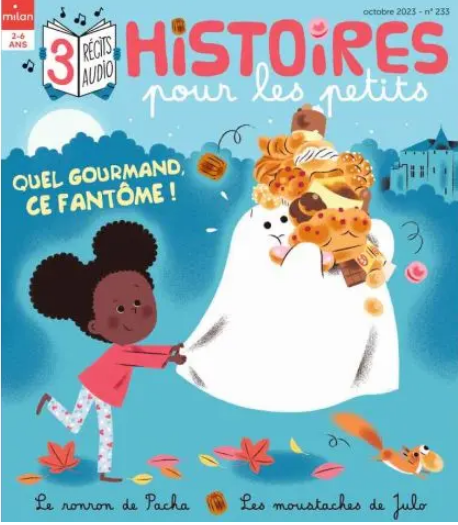 milan
octobre 2023 - n° 233
2-6
ANS
3 RÉCITS
AUDIO
HISTOIRES
pour les petits
QUEL GOURMAND,
CE FANTÔME !
Le ronron de Pacha
Les moustaches de Julo